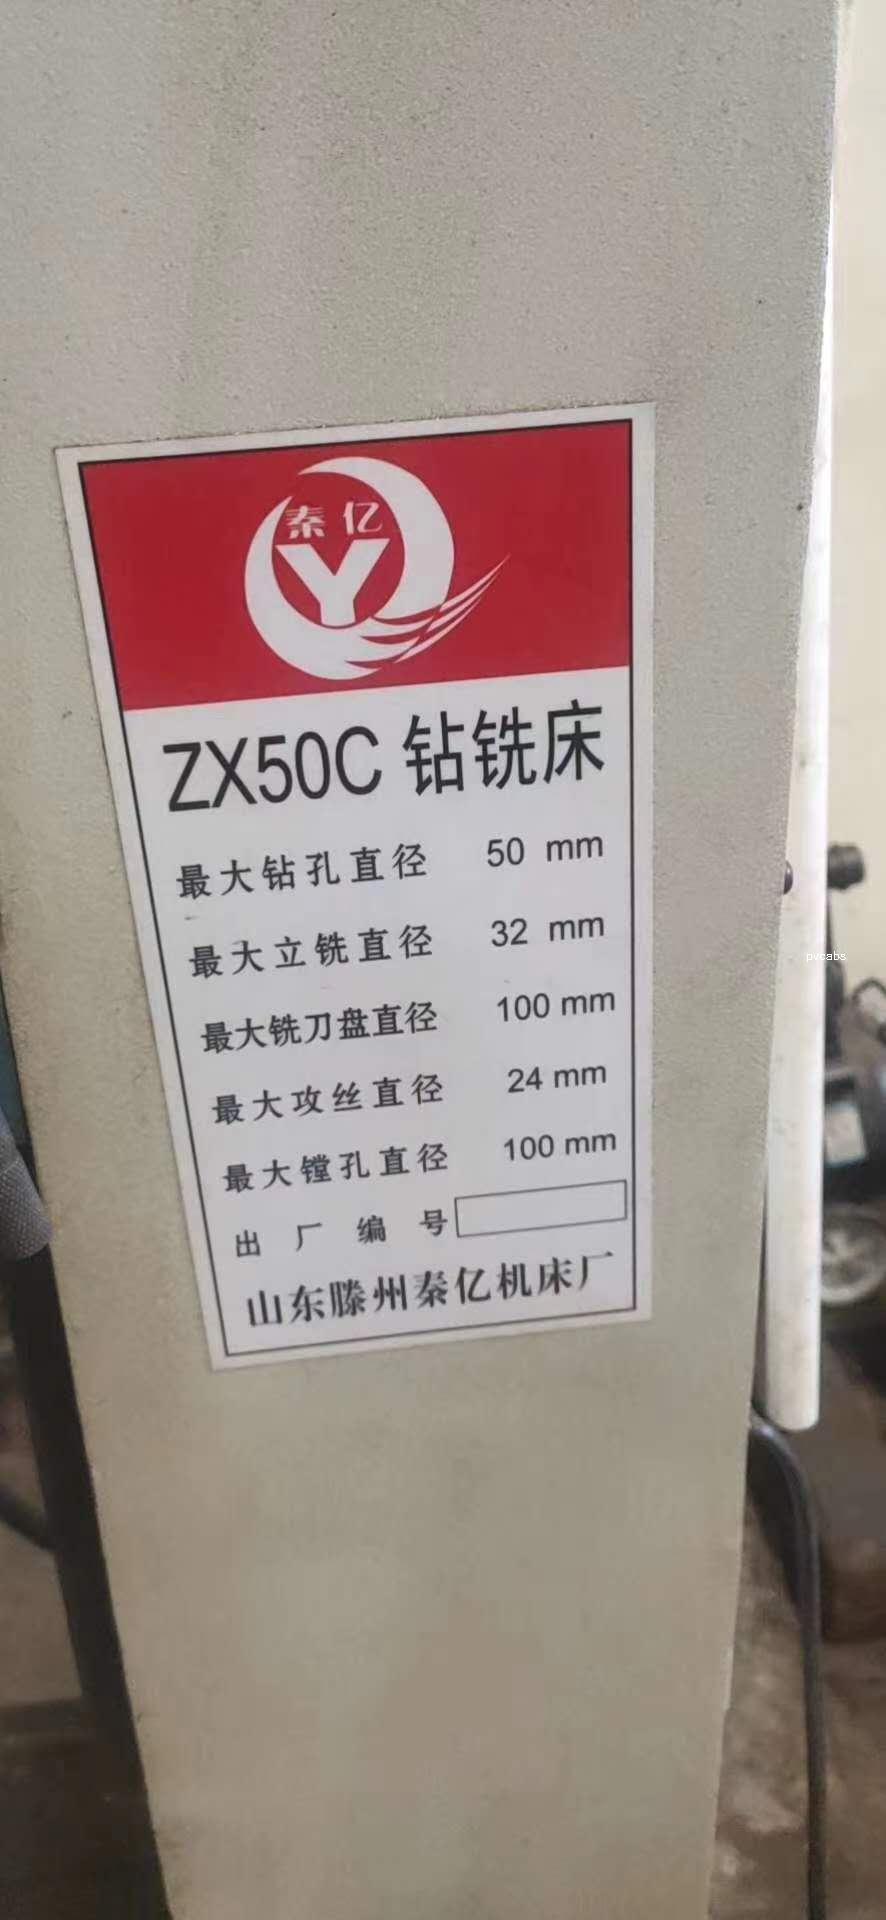 秦亿
Y
ZX50C 钻铣床
最大钻孔直径 50 mm
最大立铣直径 32 mm
最大铣刀盘直径 100 mm
最大攻丝直径 24 mm
最大镗孔直径 100 mm
出厂编号
山东滕州秦亿机床厂
pvcabs